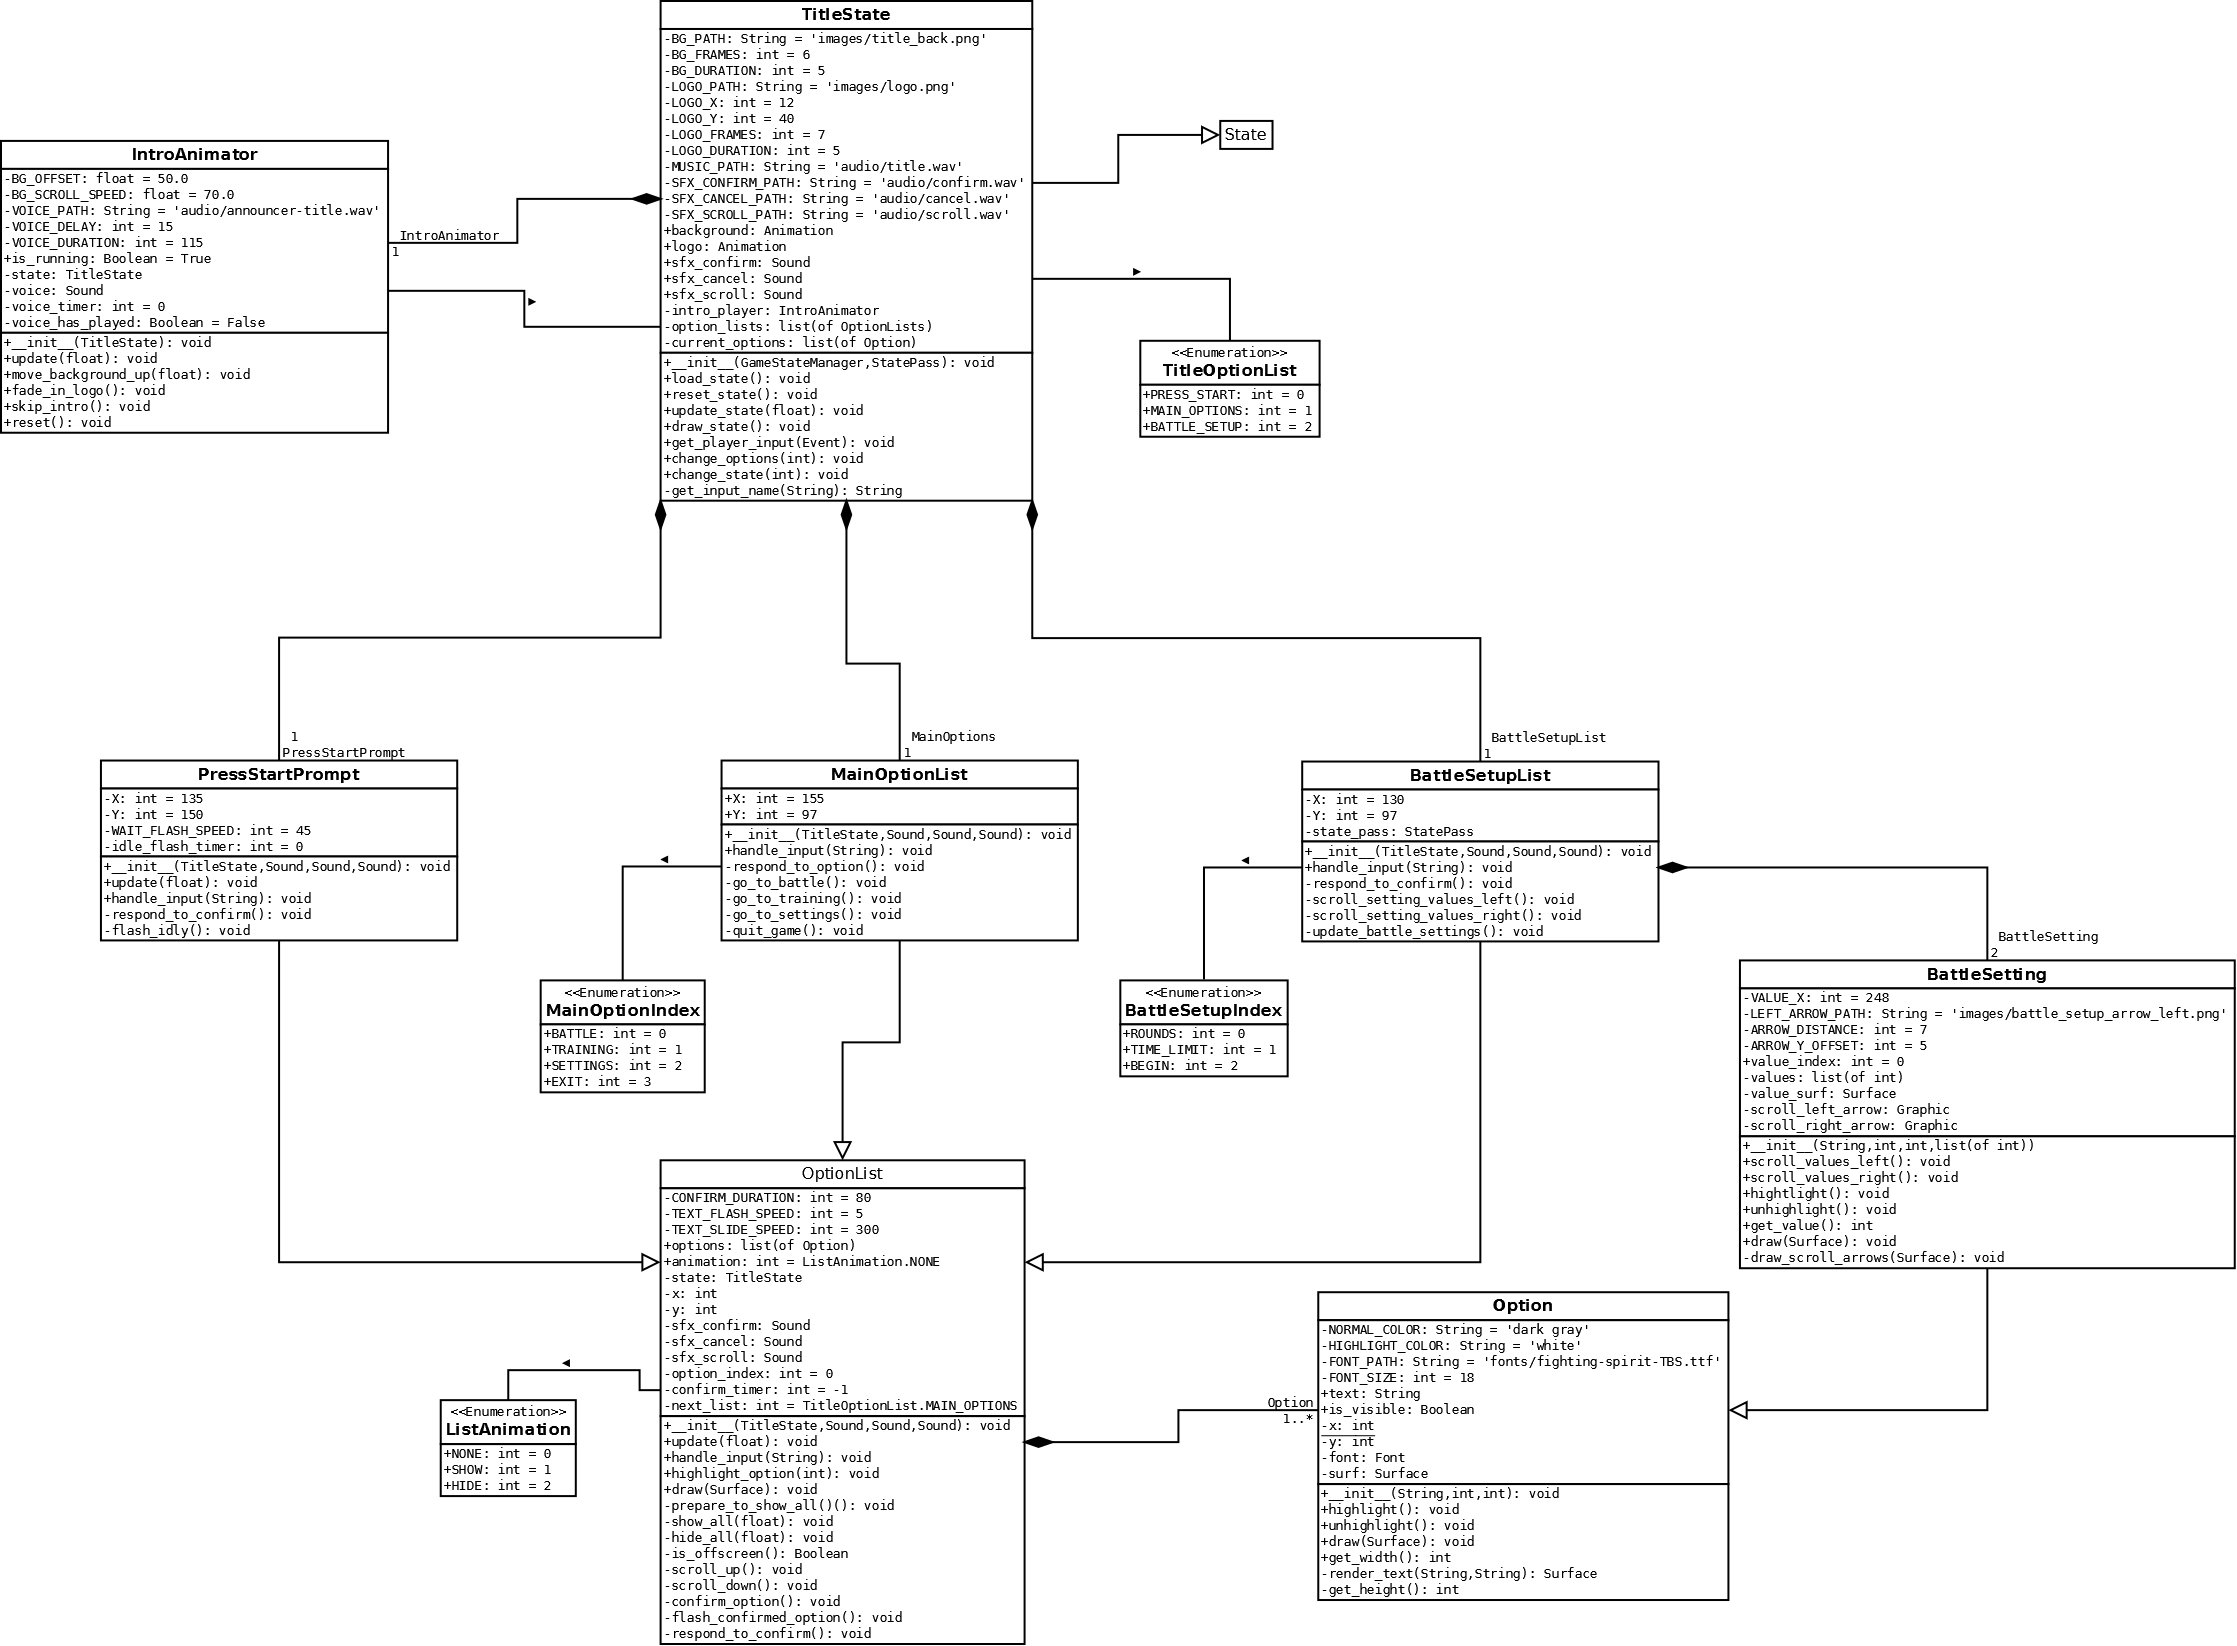 TitleState
-BG_PATH: String = 'images/title_back.png'
-BG_FRAMES: int = 6
-BG_DURATION: int = 5
-LOGO_PATH: String = 'images/logo.png'
-LOGO_X: int = 12
-LOGO_Y: int = 40
-LOGO_FRAMES: int = 7
-LOGO_DURATION: int = 5
-MUSIC_PATH: String = 'audio/title.wav'
-SFX_CONFIRM_PATH: String = 'audio/confirm.wav'
-SFX_CANCEL_PATH: String = 'audio/cancel.wav'
-SFX_SCROLL_PATH: String = 'audio/scroll.wav'
+background: Animation
+logo: Animation
+sfx_confirm: Sound
+sfx_cancel: Sound
+sfx_scroll: Sound
-intro_player: IntroAnimator
-option_lists: list(of OptionLists)
-current_options: list(of Option)
+__init__(GameStateManager,StatePass): void
+load_state(): void
+reset_state(): void
+update_state(float): void
+draw_state(): void
+get_player_input(Event): void
+change_options(int): void
+change_state(int): void
-get_input_name(String): String
State
IntroAnimator
-BG_OFFSET: float = 50.0
-BG_SCROLL_SPEED: float = 70.0
-VOICE_PATH: String = 'audio/announcer-title.wav'
-VOICE_DELAY: int = 15
-VOICE_DURATION: int = 115
+is_running: Boolean = True
-state: TitleState
-voice: Sound
-voice_timer: int = 0
-voice_has_played: Boolean = False
+__init__(TitleState): void
+update(float): void
+move_background_up(float): void
+fade_in_logo(): void
+skip_intro(): void
+reset(): void
IntroAnimator
1
<<Enumeration>>
TitleOptionList
+PRESS_START: int = 0
+MAIN_OPTIONS: int = 1
+BATTLE_SETUP: int = 2
1
PressStartPrompt
PressStartPrompt
-X: int = 135
-Y: int = 150
-WAIT_FLASH_SPEED: int = 45
-idle_flash_timer: int = 0
+__init__(TitleState,Sound,Sound,Sound): void
+update(float): void
+handle_input(String): void
-respond_to_confirm(): void
-flash_idly(): void
MainOptions
1
MainOptionList
+X: int = 155
+Y: int = 97
+__init__(TitleState,Sound,Sound,Sound): void
+handle_input(String): void
-respond_to_option(): void
-go_to_battle(): void
-go_to_training(): void
-go_to_settings(): void
-quit_game(): void
BattleSetupList
1
BattleSetupList
-X: int = 130
-Y: int = 97
-state_pass: StatePass
+__init__(TitleState,Sound,Sound,Sound): void
+handle_input(String): void
-respond_to_confirm(): void
-scroll_setting_values_left(): void
-scroll_setting_values_right(): void
-update_battle_settings(): void
<<Enumeration>>
MainOptionIndex
+BATTLE: int = 0
+TRAINING: int = 1
+SETTINGS: int = 2
+EXIT: int = 3
<<Enumeration>>
BattleSetupIndex
+ROUNDS: int = 0
+TIME_LIMIT: int = 1
+BEGIN: int = 2
BattleSetting
2
BattleSetting
-VALUE_X: int = 248
-LEFT_ARROW_PATH: String = 'images/battle_setup_arrow_left.png'
-ARROW_DISTANCE: int = 7
-ARROW_Y_OFFSET: int = 5
+value_index: int = 0
-values: list(of int)
-value_surf: Surface
-scroll_left_arrow: Graphic
-scroll_right_arrow: Graphic
+__init__(String,int,int,list(of int))
+scroll_values_left(): void
+scroll_values_right(): void
+hightlight(): void
+unhighlight(): void
+get_value(): int
+draw(Surface): void
-draw_scroll_arrows(Surface): void
OptionList
-CONFIRM_DURATION: int = 80
-TEXT_FLASH_SPEED: int = 5
-TEXT_SLIDE_SPEED: int = 300
+options: list(of Option)
+animation: int = ListAnimation.NONE
-state: TitleState
-x: int
-y: int
-sfx_confirm: Sound
-sfx_cancel: Sound
-sfx_scroll: Sound
-option_index: int = 0
-confirm_timer: int = -1
-next_list: int = TitleOptionList.MAIN_OPTIONS
+__init__(TitleState,Sound,Sound,Sound): void
+update(float): void
+handle_input(String): void
+highlight_option(int): void
+draw(Surface): void
-prepare_to_show_all()(): void
-show_all(float): void
-hide_all(float): void
-is_offscreen(): Boolean
-scroll_up(): void
-scroll_down(): void
-confirm_option(): void
-flash_confirmed_option(): void
-respond_to_confirm(): void
<<Enumeration>>
ListAnimation
+NONE: int = 0
+SHOW: int = 1
+HIDE: int = 2
Option
1..*
Option
-NORMAL_COLOR: String = 'dark gray'
-HIGHLIGHT_COLOR: String = 'white'
-FONT_PATH: String = 'fonts/fighting-spirit-TBS.ttf'
-FONT_SIZE: int = 18
+text: String
+is_visible: Boolean
-x: int
-y: int
-font: Font
-surf: Surface
+__init__(String,int,int): void
+highlight(): void
+unhighlight(): void
+draw(Surface): void
+get_width(): int
-render_text(String,String): Surface
-get_height(): int